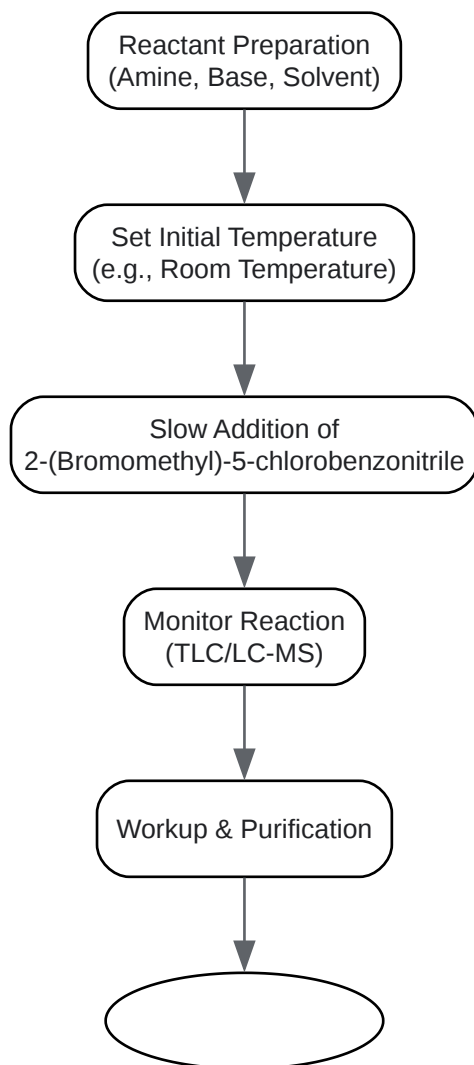 Reactant Preparation
(Amine, Base, Solvent)
Set Initial Temperature
(e.g., Room Temperature)
Slow Addition of
2-(Bromomethyl)-5-chlorobenzonitrile
Monitor Reaction
(TLC/LC-MS)
Workup & Purification